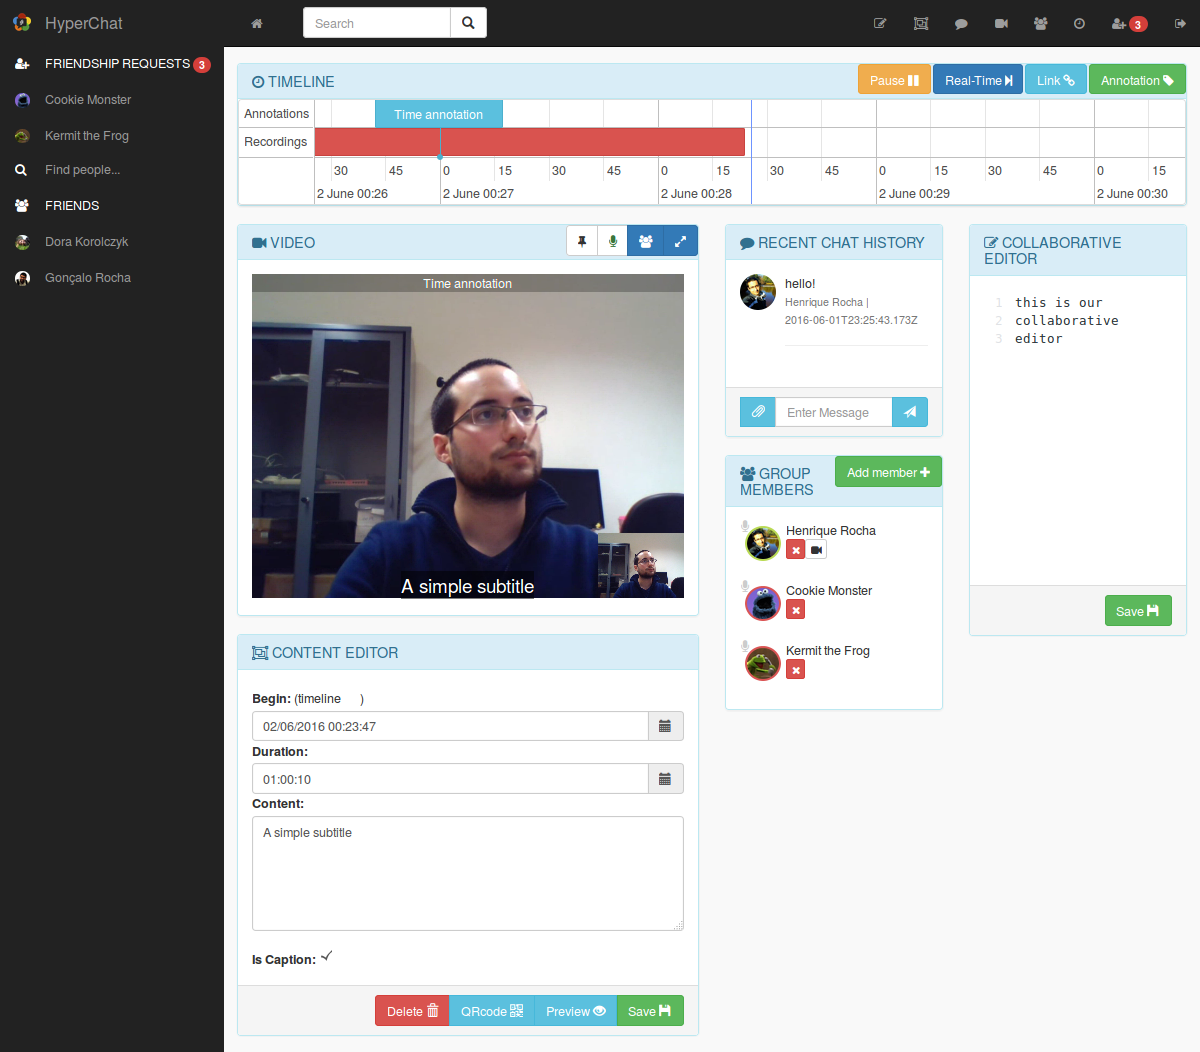 HyperChat
Search
3
FRIENDSHIP REQUESTS 3
Cookie Monster
Kermit the Frog
Find people...
FRIENDS
Dora Korolczyk
Gonçalo Rocha
TIMELINE
Pause
Real-Time
Link
Annotation
Annotations
Time annotation
Recordings
30 45 0 15 30 45 0 15 30 45 0 15 30 45 0 15
2 June 00:26 2 June 00:27 2 June 00:28 2 June 00:29 2 June 00:30
VIDEO
Time annotation
A simple subtitle
CONTENT EDITOR
Begin: (timeline )
02/06/2016 00:23:47
Duration:
01:00:10
Content:
A simple subtitle
Is Caption:
Delete
QRcode
Preview
Save
RECENT CHAT HISTORY
hello!
Henrique Rocha |
2016-06-01T23:25:43.173Z
Enter Message
GROUP
MEMBERS
Add member
Henrique Rocha
Cookie Monster
Kermit the Frog
COLLABORATIVE
EDITOR
1 this is our
2 collaborative
3 editor
Save